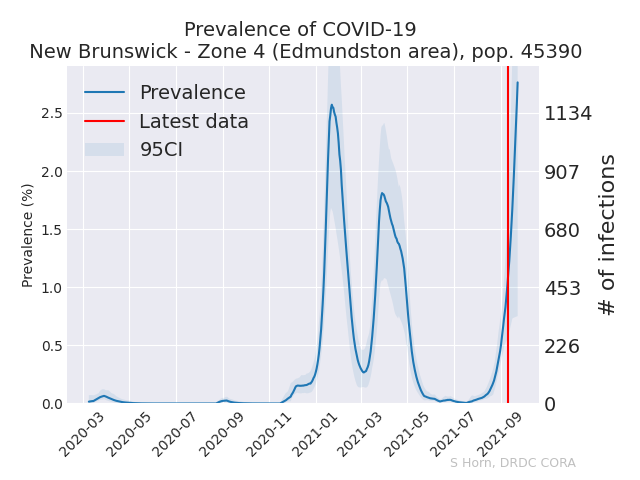 Prevalence of COVID-19
New Brunswick - Zone 4 (Edmundston area), pop. 45390
Prevalence
Latest data
95CI
Prevalence (%)
2.5
2.0
1.5
1.0
0.5
0.0
1134
907
680
453
226
0
# of infections
2020-03
2020-05
2020-07
2020-09
2020-11
2021-01
2021-03
2021-05
2021-07
2021-09
S Horn, DRDC CORA